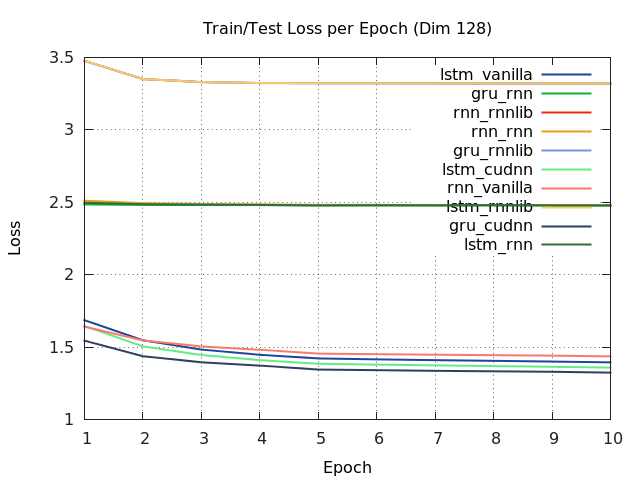 Train/Test Loss per Epoch (Dim 128)
3.5
3
2.5
2
1.5
1
Loss
lstm_vanilla
gru_rnn
rnn_rnnlib
rnn_rnn
gru_rnnlib
lstm_cudnn
rnn_vanilla
lstm_rnnlib
gru_cudnn
lstm_rnn
1 2 3 4 5 6 7 8 9 10
Epoch